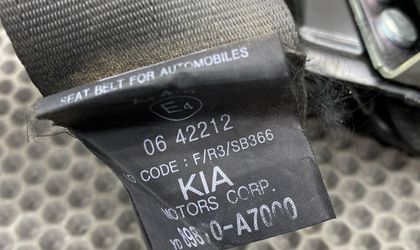 SEAT BELT FOR AUTOMOBILES
E4
06 42212
CODE : F/R3/SB366
KIA
MOTORS CORP.